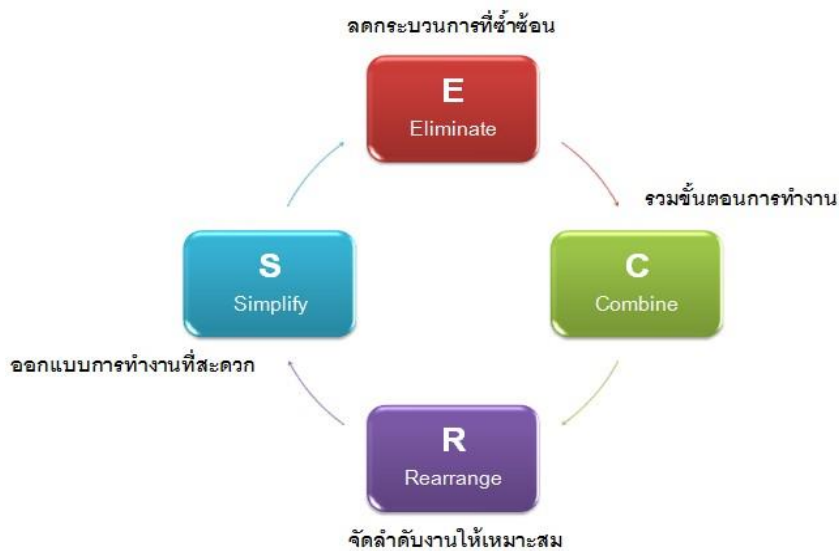 ลดกระบวนการที่ซ้ำซ้อน
E
Eliminate
รวมขั้นตอนการทำงาน
C
Combine
S
Simplify
ออกแบบการทำงานที่สะดวก
R
Rearrange
จัดลำดับงานให้เหมาะสม